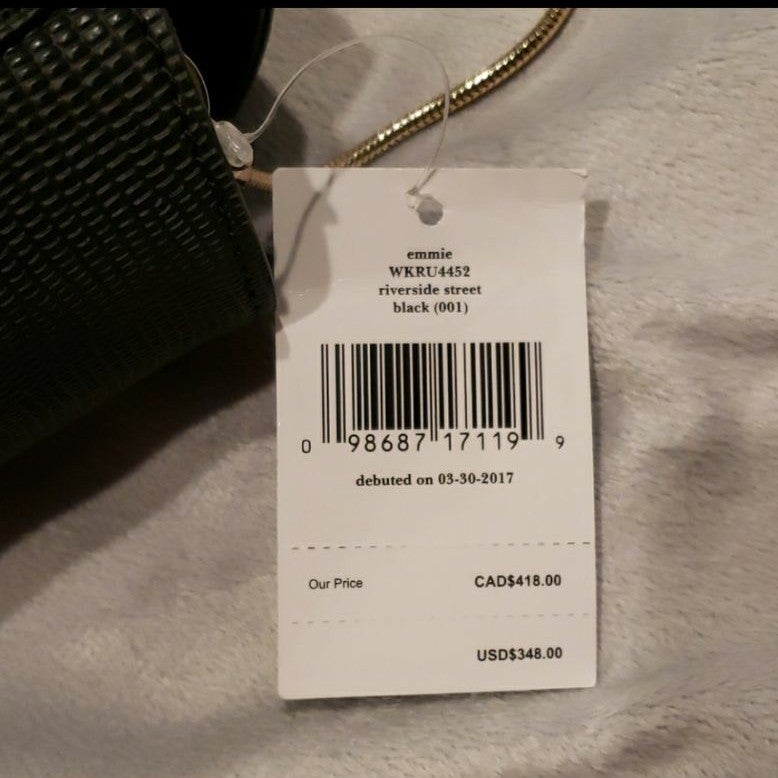 emmie
WKRU4452
riverside street
black (001)
0 98687 17119 9
debuted on 03-30-2017
Our Price CAD$418.00
USD$348.00